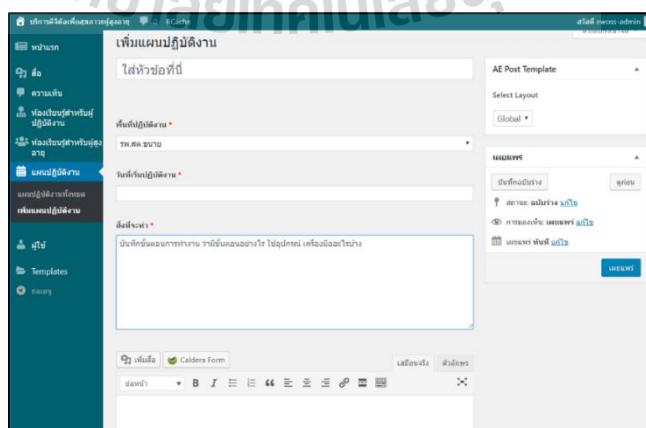 บริการดิจิตัลเพื่อสุขภาวะผู้สูงอายุ
สวัสดี nwoss-admin
หน้าแรก
สื่อ
ความเห็น
ห้องเรียนรู้สำหรับผู้
ปฏิบัติงาน
ห้องเรียนรู้สำหรับผู้สูง
อายุ
แผนปฏิบัติงาน
แผนปฏิบัติงานทั้งหมด
เพิ่มแผนปฏิบัติงาน
ผู้ใช้
Templates
ย่อเมนู
เพิ่มแผนปฏิบัติงาน
ใส่หัวข้อที่นี่
พื้นที่ปฏิบัติงาน *
รพ.สต.ขนาย
วันที่เริ่มปฏิบัติงาน *
สิ่งที่จะทำ *
บันทึกขั้นตอนการทำงาน ว่ามีขั้นตอนอย่างไร ใช้อุปกรณ์ เครื่องมืออะไรบ้าง
เพิ่มสื่อ
Caldera Form
เสมือนจริง
ตัวอักษร
ย่อหน้า
AE Post Template
Select Layout
Global
เผยแพร่
บันทึกฉบับร่าง
ดูก่อน
สถานะ: ฉบับร่าง แก้ไข
การมองเห็น: เผยแพร่ แก้ไข
เผยแพร่ ทันที แก้ไข
เผยแพร่